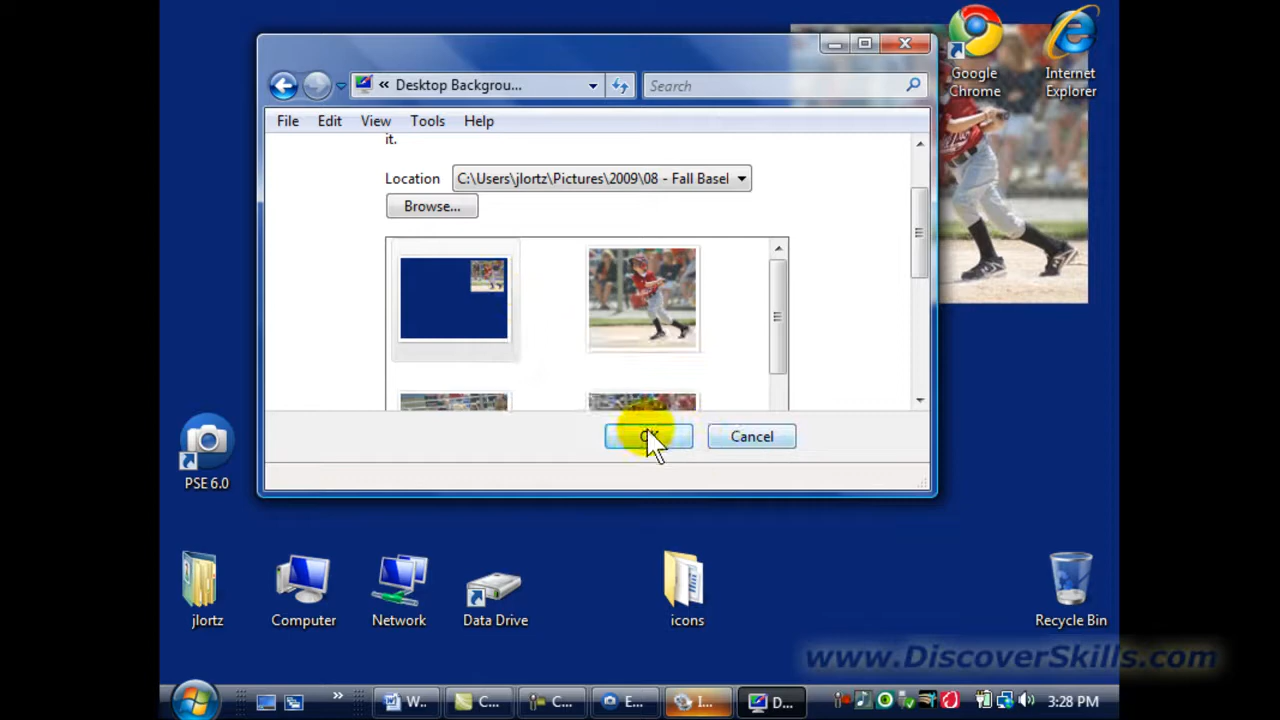 Google
Chrome
Internet
Explorer
« Desktop Backgrou...
Search
File Edit View Tools Help
it.
Location C:\Users\jlortz\Pictures\2009\08 - Fall Basel
Browse...
OK Cancel
PSE 6.0
jlortz Computer Network Data Drive icons Recycle Bin
www.DiscoverSkills.com
» W... C... C... E... I... D... 3:28 PM